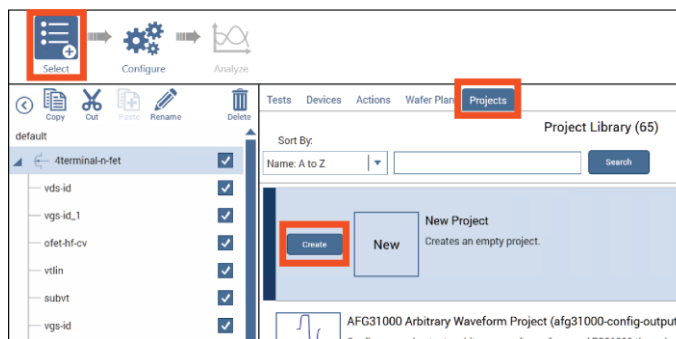 Select
Configure
Analyze
Copy
Cut
Paste
Rename
Delete
default
4terminal-n-fet
vds-id
vgs-id_1
ofet-hf-cv
vtlin
subvt
vgs-id
Tests Devices Actions Wafer Plan Projects
Project Library (65)
Sort By:
Name: A to Z
Search
Create
New
New Project
Creates an empty project.
AFG31000 Arbitrary Waveform Project (afg31000-config-output